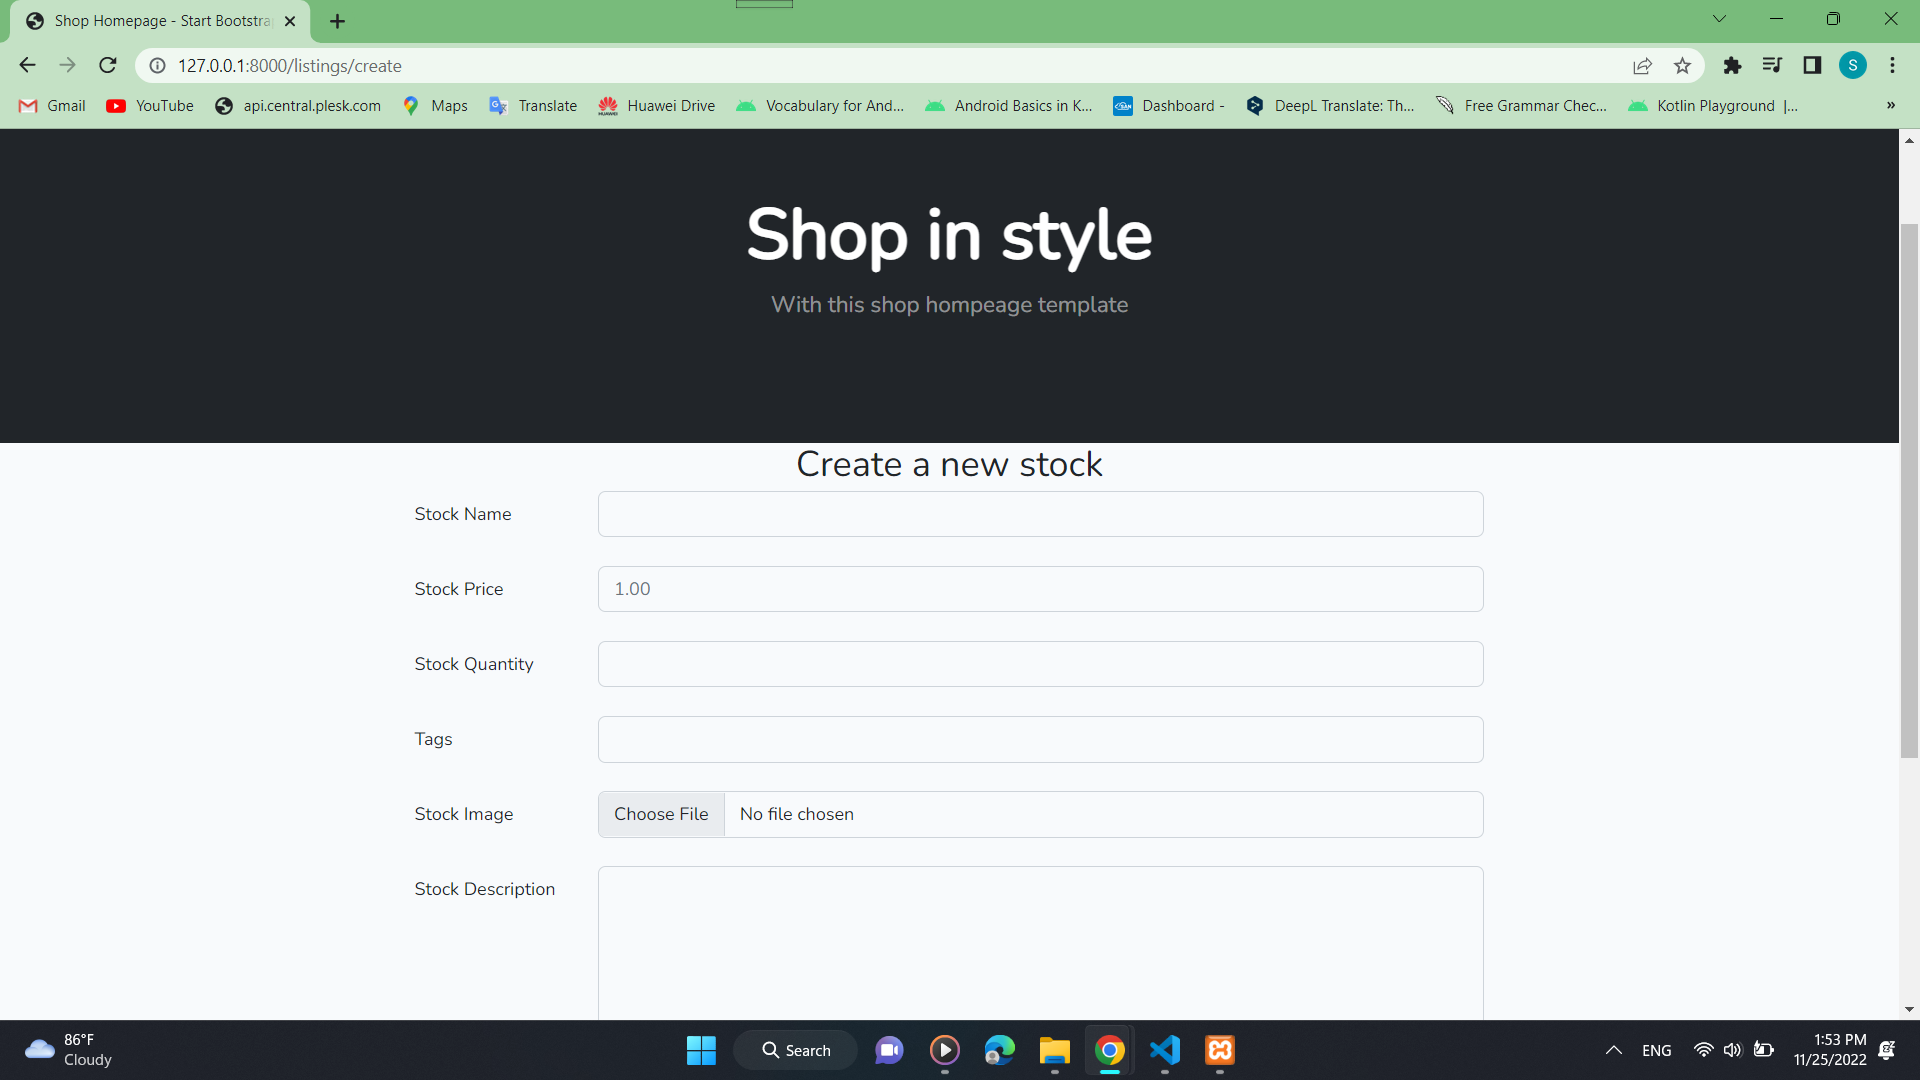 Shop Homepage - Start Bootstra
127.0.0.1:8000/listings/create
S
Gmail
YouTube
api.central.plesk.com
Maps
Translate
Huawei Drive
Vocabulary for And...
Android Basics in K...
Dashboard -
DeepL Translate: Th...
Free Grammar Chec...
Kotlin Playground |...
»
Shop in style
With this shop hompeage template
Create a new stock
Stock Name
Stock Price
1.00
Stock Quantity
Tags
Stock Image
Choose File
No file chosen
Stock Description
86°F
Cloudy
Search
ENG
1:53 PM
11/25/2022